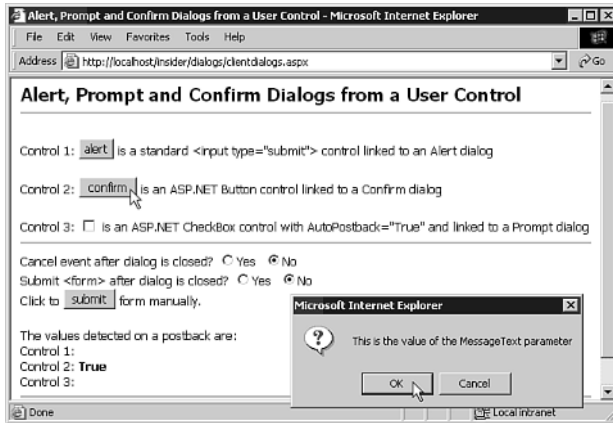 Alert, Prompt and Confirm Dialogs from a User Control - Microsoft Internet Explorer
File Edit View Favorites Tools Help
Address http://localhost/insider/dialogs/clientdialogs.aspx Go
Alert, Prompt and Confirm Dialogs from a User Control
Control 1: alert is a standard <input type="submit"> control linked to an Alert dialog
Control 2: confirm is an ASP.NET Button control linked to a Confirm dialog
Control 3: is an ASP.NET CheckBox control with AutoPostback="True" and linked to a Prompt dialog
Cancel event after dialog is closed? Yes No
Submit <form> after dialog is closed? Yes No
Click to submit form manually.
The values detected on a postback are:
Control 1:
Control 2: True
Control 3:
Microsoft Internet Explorer
This is the value of the MessageText parameter
OK Cancel
Done Local intranet